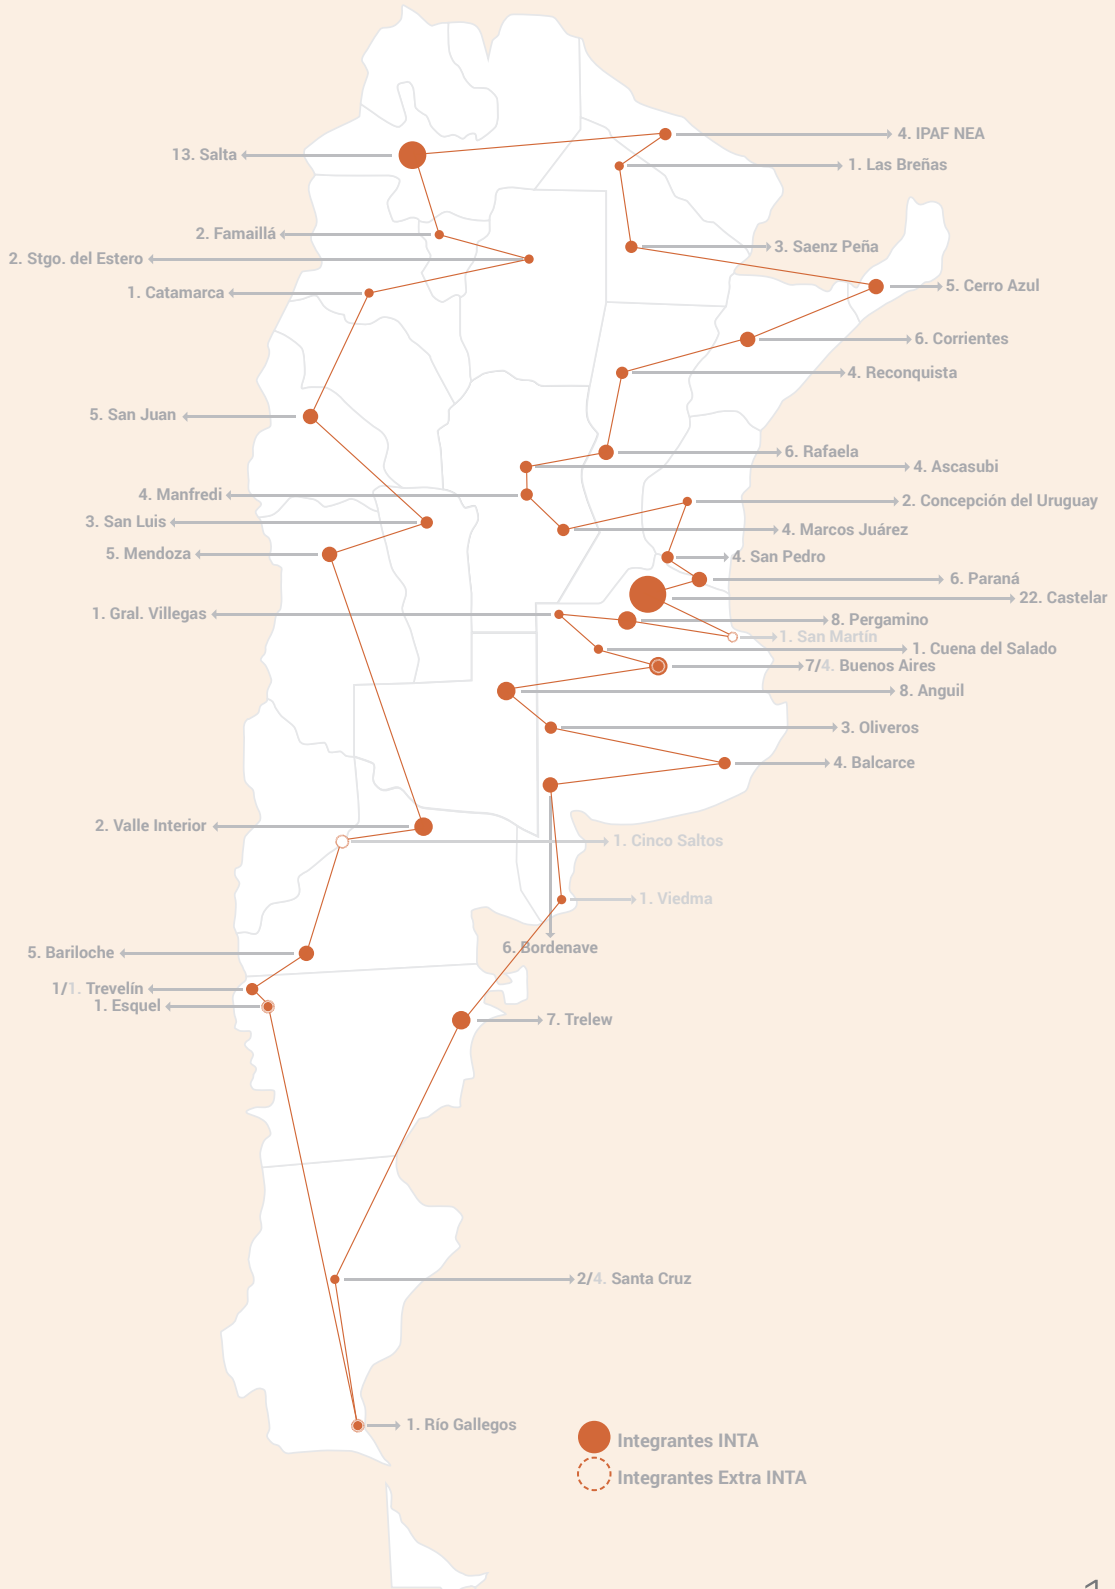 4. IPAF NEA
13. Salta
1. Las Breñas
2. Famaillá
3. Saenz Peña
2. Stgo. del Estero
5. Cerro Azul
1. Catamarca
6. Corrientes
4. Reconquista
5. San Juan
6. Rafaela
4. Ascasubi
4. Manfredi
2. Concepción del Uruguay
3. San Luis
4. Marcos Juárez
5. Mendoza
4. San Pedro
6. Paraná
22. Castelar
1. Gral. Villegas
8. Pergamino
1. San Martín
1. Cuena del Salado
7/4. Buenos Aires
8. Anguil
3. Oliveros
4. Balcarce
2. Valle Interior
1. Cinco Saltos
1. Viedma
6. Bordenave
5. Bariloche
1/1. Trevelín
1. Esquel
7. Trelew
2/4. Santa Cruz
1. Río Gallegos
Integrantes INTA
Integrantes Extra INTA